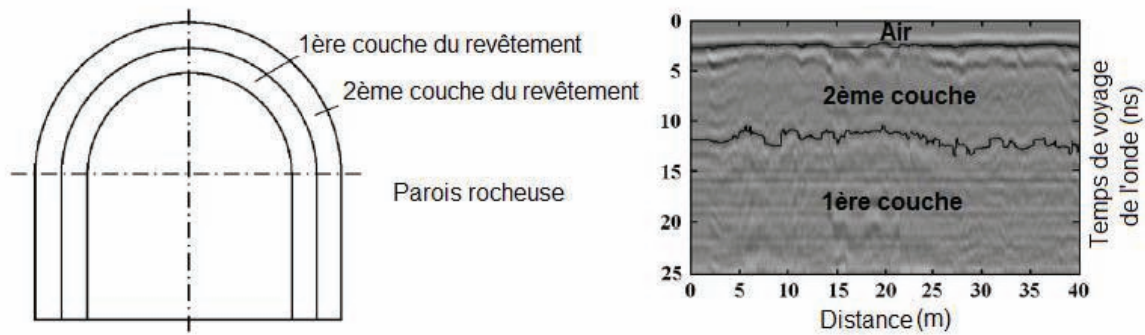 1ère couche du revêtement
2ème couche du revêtement
Parois rocheuse
Air
2ème couche
1ère couche
0
5
10
15
20
25
0 5 10 15 20 25 30 35 40
Distance (m)
Temps de voyage
de l'onde (ns)